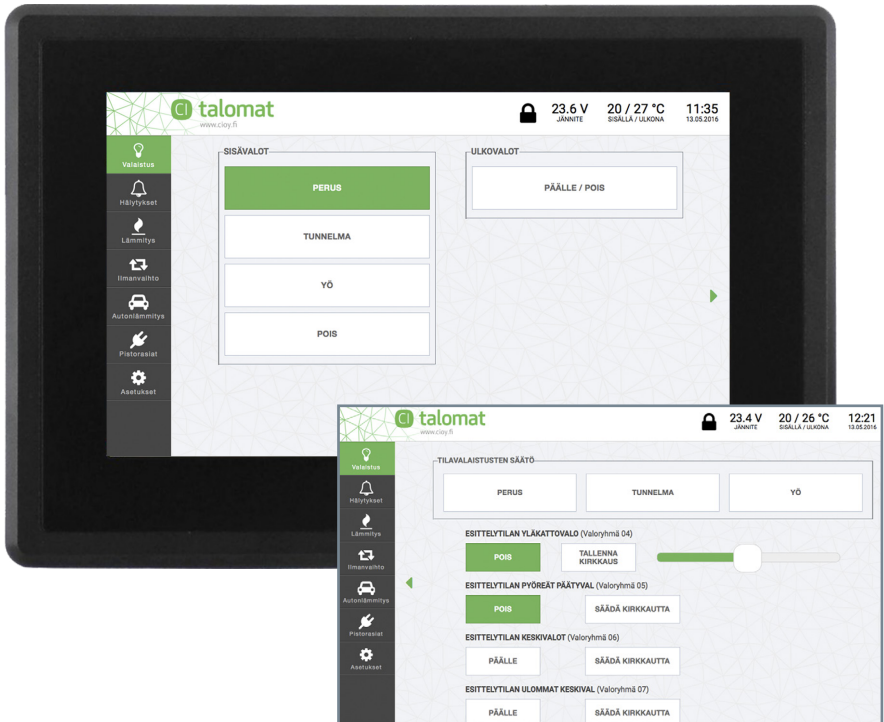 CI talomat
www.cioy.fi
23.6 V
JÄNNITE
20 / 27 °C
SISÄLLÄ / ULKONA
11:35
13.05.2016
Valaistus
Hälytykset
Lämmitys
Ilmanvaihto
Autonlämmitys
Pistorasiat
Asetukset
SISÄVALOT
PERUS
TUNNELMA
YÖ
POIS
ULKOVALOT
PÄÄLLE / POIS
CI talomat
www.cioy.fi
23.4 V
JÄNNITE
20 / 26 °C
SISÄLLÄ / ULKONA
12:21
13.05.2016
Valaistus
Hälytykset
Lämmitys
Ilmanvaihto
Autonlämmitys
Pistorasiat
Asetukset
TILAVALAISTUSTEN SÄÄTÖ
PERUS
TUNNELMA
YÖ
ESITTELYTILAN YLÄKATTOVALO (Valoryhmä 04)
POIS
TALLENNA
KIRKKAUS
ESITTELYTILAN PYÖREÄT PÄÄTYVAL (Valoryhmä 05)
POIS
SÄÄDÄ KIRKKAUTTA
ESITTELYTILAN KESKIVALOT (Valoryhmä 06)
PÄÄLLE
SÄÄDÄ KIRKKAUTTA
ESITTELYTILAN ULOMMAT KESKIVAL (Valoryhmä 07)
PÄÄLLE
SÄÄDÄ KIRKKAUTTA